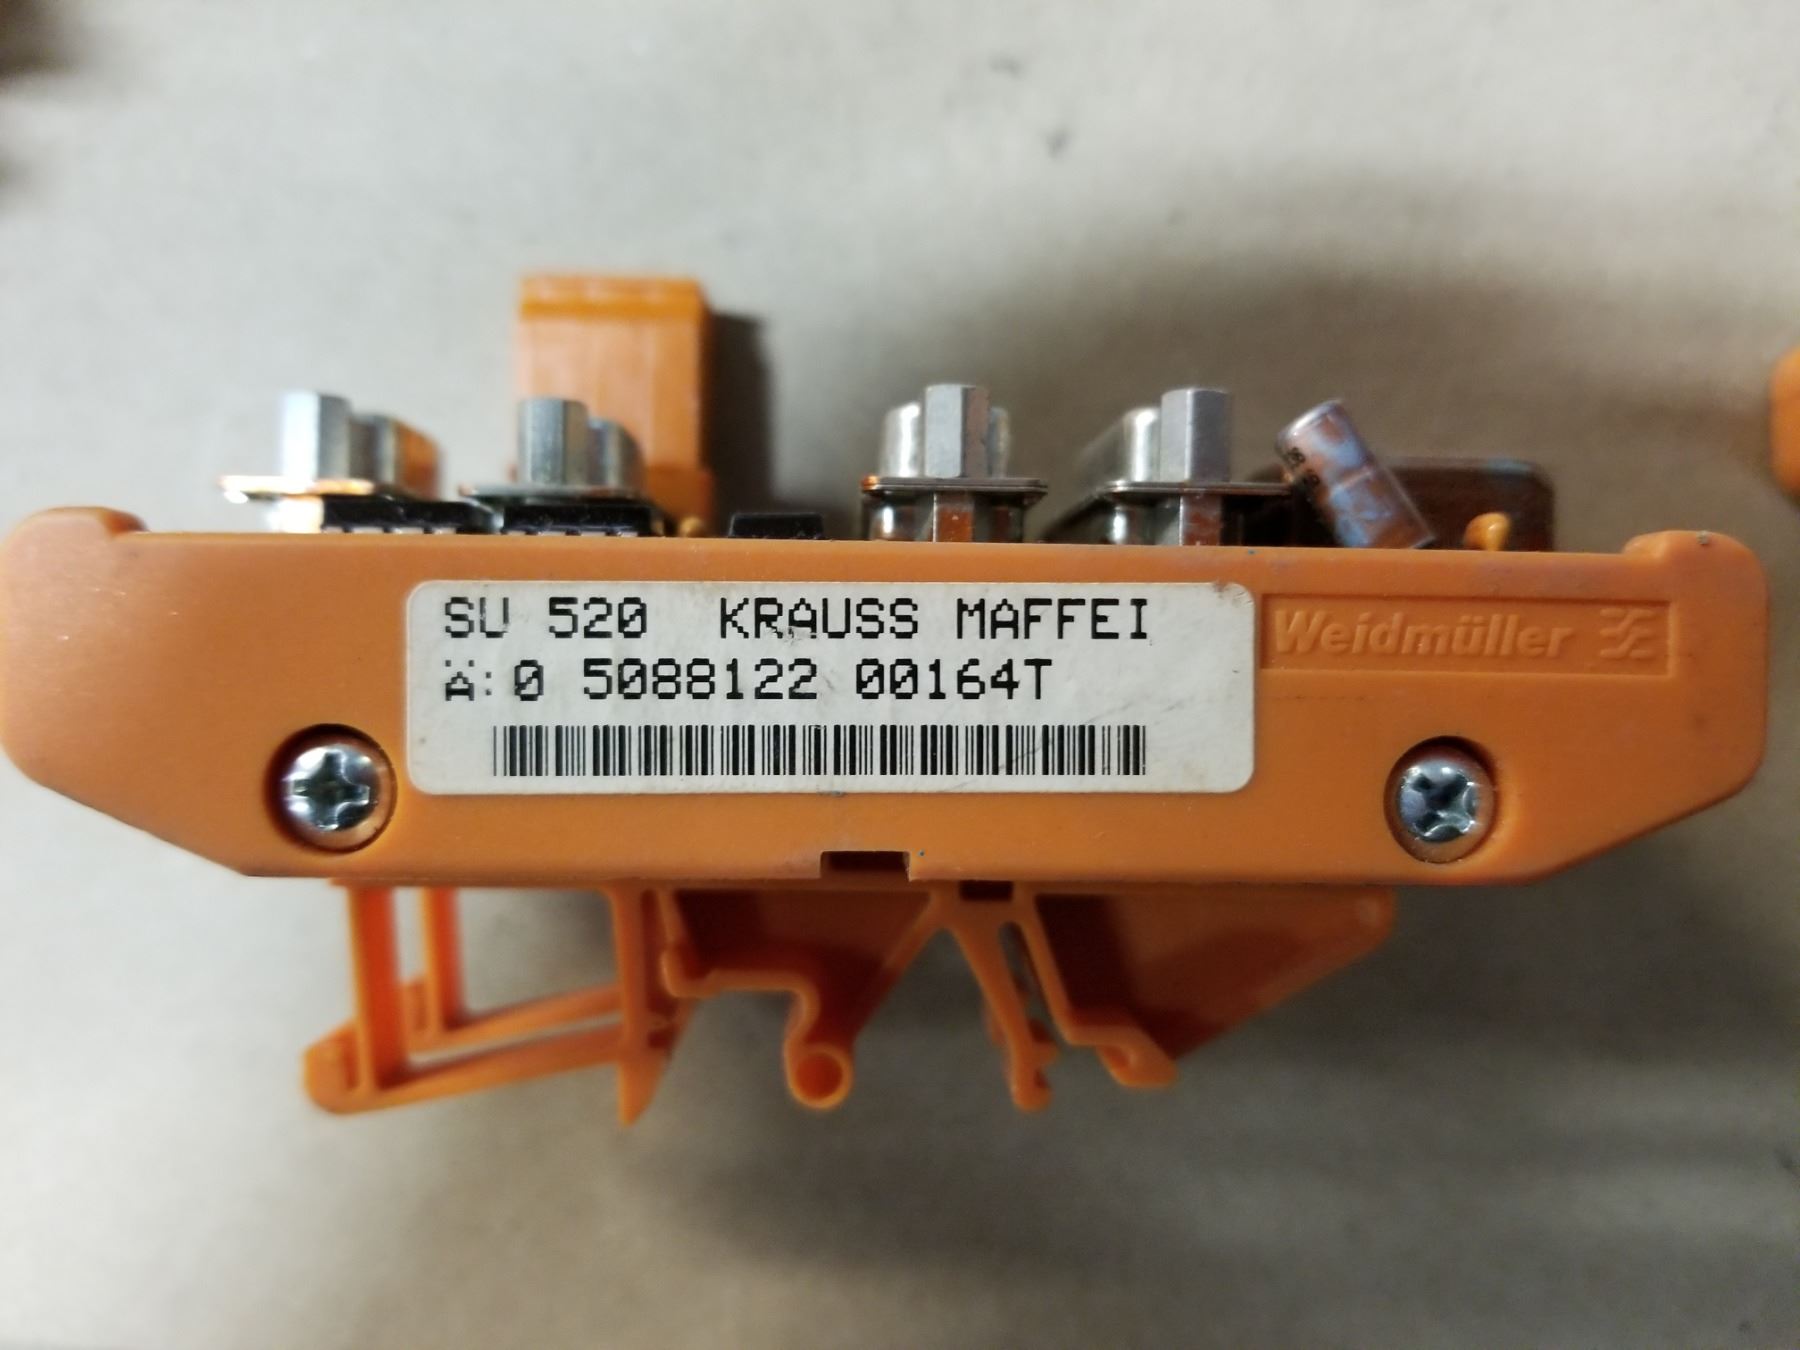 SU 520 KRAUSS MAFFEI
Ä:0 5088122 00164T
Weidmüller